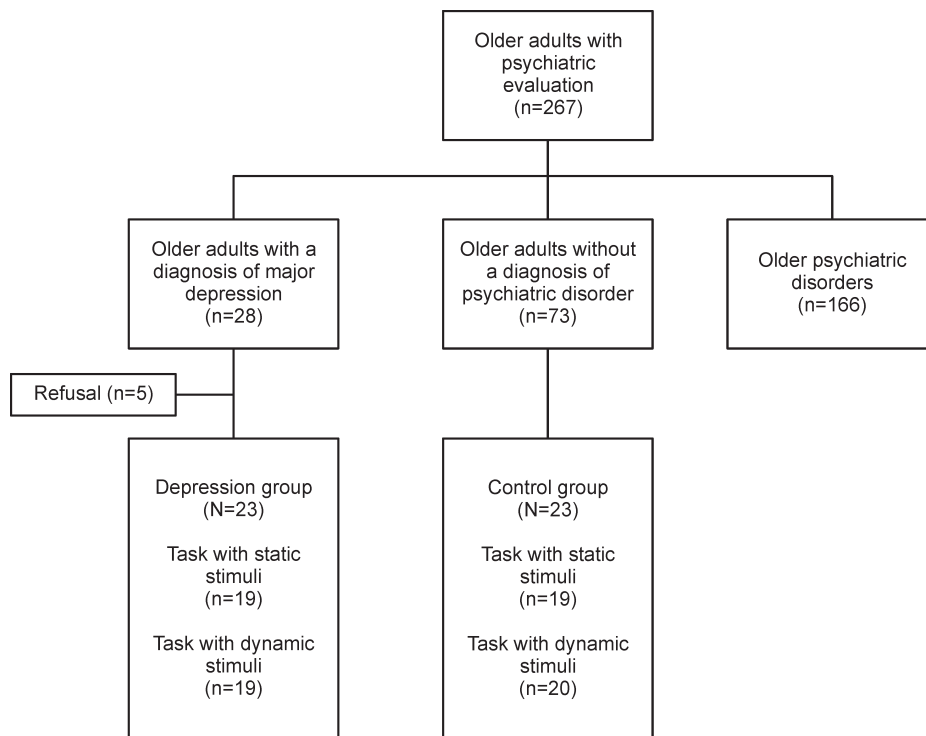 Older adults with
psychiatric
evaluation
(n=267)
Older adults with a
diagnosis of major
depression
(n=28)
Older adults without
a diagnosis of
psychiatric disorder
(n=73)
Older psychiatric
disorders
(n=166)
Refusal (n=5)
Depression group
(N=23)
Task with static
stimuli
(n=19)
Task with dynamic
stimuli
(n=19)
Control group
(N=23)
Task with static
stimuli
(n=19)
Task with dynamic
stimuli
(n=20)